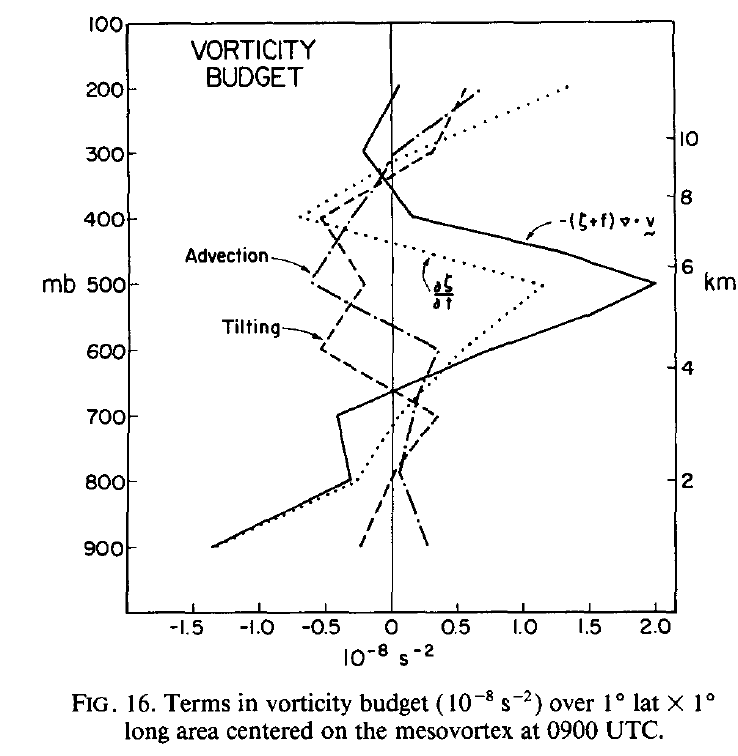 VORTICITY
BUDGET
100
200
300
400
mb 500
600
700
800
900
10
8
6
km
4
2
-(ζ+f) ∇·v
Advection
∂ζ
∂t
Tilting
-1.5 -1.0 -0.5 0 0.5 1.0 1.5 2.0
10⁻⁸ s⁻²
FIG. 16. Terms in vorticity budget (10⁻⁸ s⁻²) over 1° lat × 1°
long area centered on the mesovortex at 0900 UTC.